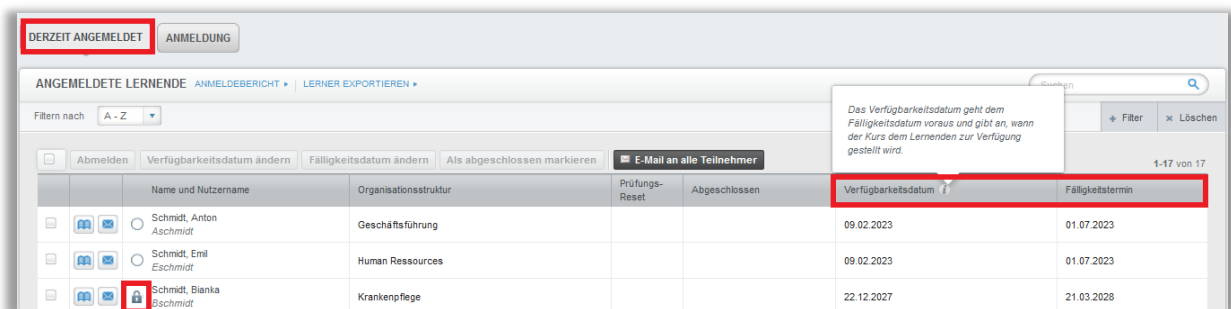 DERZEIT ANGEMELDET ANMELDUNG
ANGEMELDETE LERNENDE ANMELDEBERICHT LERNER EXPORTIEREN Suchen
Filtern nach A - Z Filter Löschen
Das Verfügbarkeitsdatum geht dem
Fälligkeitsdatum voraus und gibt an, wann
der Kurs dem Lernenden zur Verfügung
gestellt wird.
Abmelden Verfügbarkeitsdatum ändern Fälligkeitsdatum ändern Als abgeschlossen markieren E-Mail an alle Teilnehmer 1-17 von 17
Name und Nutzername Organisationsstruktur Prüfungs-
Reset Abgeschlossen Verfügbarkeitsdatum i Fälligkeitstermin
Schmidt, Anton
Aschmidt Geschäftsführung 09.02.2023 01.07.2023
Schmidt, Emil
Eschmidt Human Ressources 09.02.2023 01.07.2023
Schmidt, Bianka
Bschmidt Krankenpflege 22.12.2027 21.03.2028